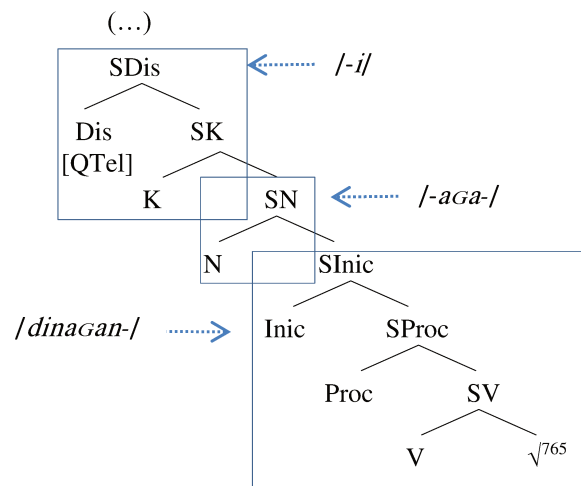 (…)
SDis /-i/
Dis SK
[QTel]
K SN /-aɢa-/
N SInic
/dinaɢan-/ Inic SProc
Proc SV
V √765